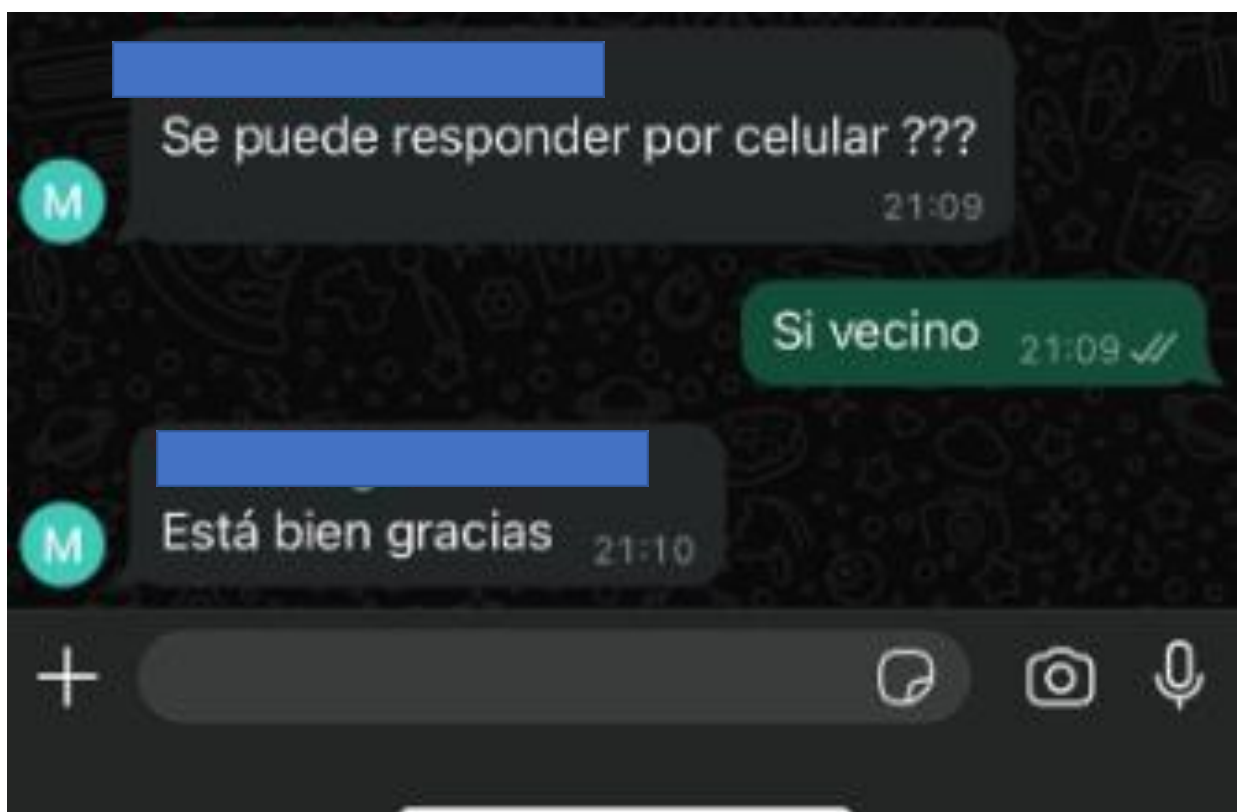 Se puede responder por celular ???
21:09
M
Si vecino 21:09
Está bien gracias 21:10
M